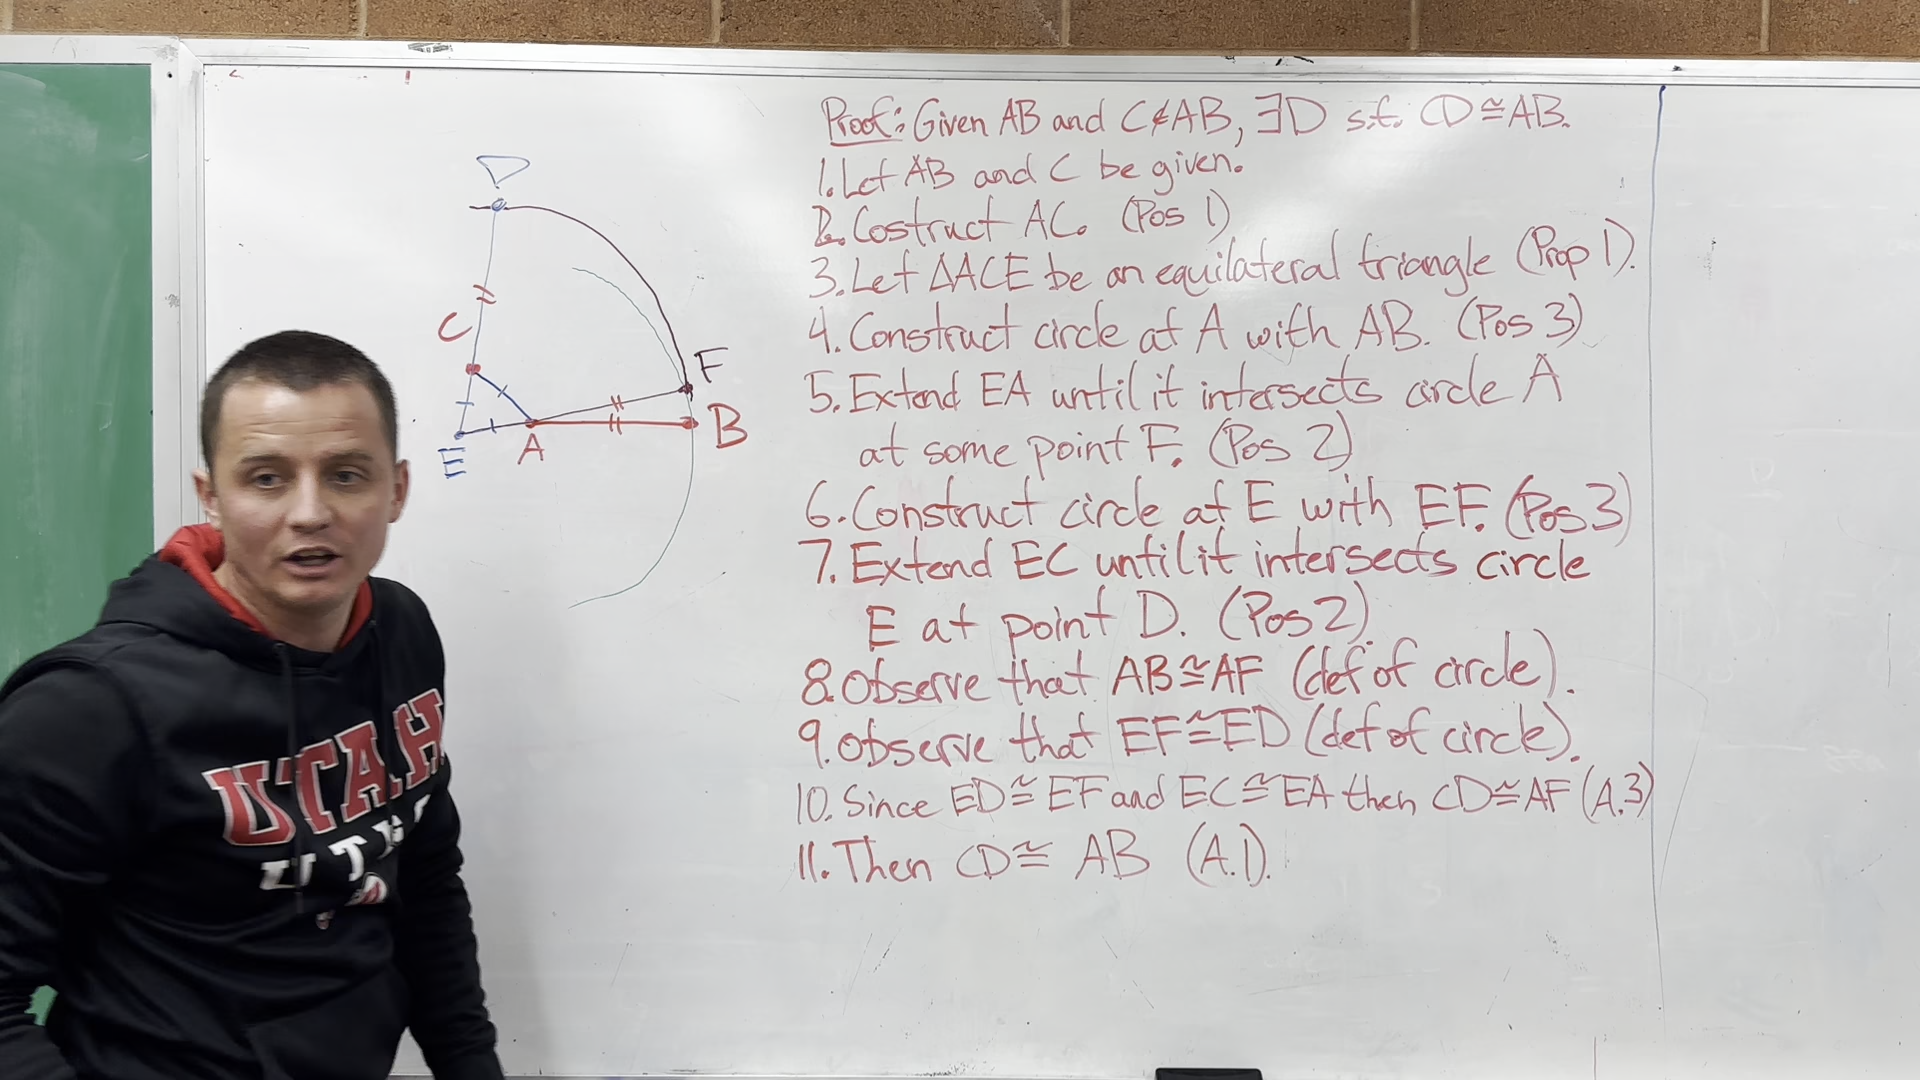 Proof: Given AB and C∉AB, ∃D s.t. CD≅AB.
1. Let AB and C be given.
2. Costruct AC. (Pos 1)
3. Let ΔACE be an equilateral triangle (Prop 1).
4. Construct circle at A with AB. (Pos 3)
5. Extend EA until it intersects circle A
at some point F. (Pos 2)
6. Construct circle at E with EF. (Pos 3)
7. Extend EC until it intersects circle
E at point D. (Pos 2).
8. Observe that AB≅AF (def of circle).
9. Observe that EF≅ED (def of circle).
10. Since ED≅EF and EC≅EA then CD≅AF (A.3)
11. Then CD≅ AB (A.1).
D
C
F
B
A
E
UTAH